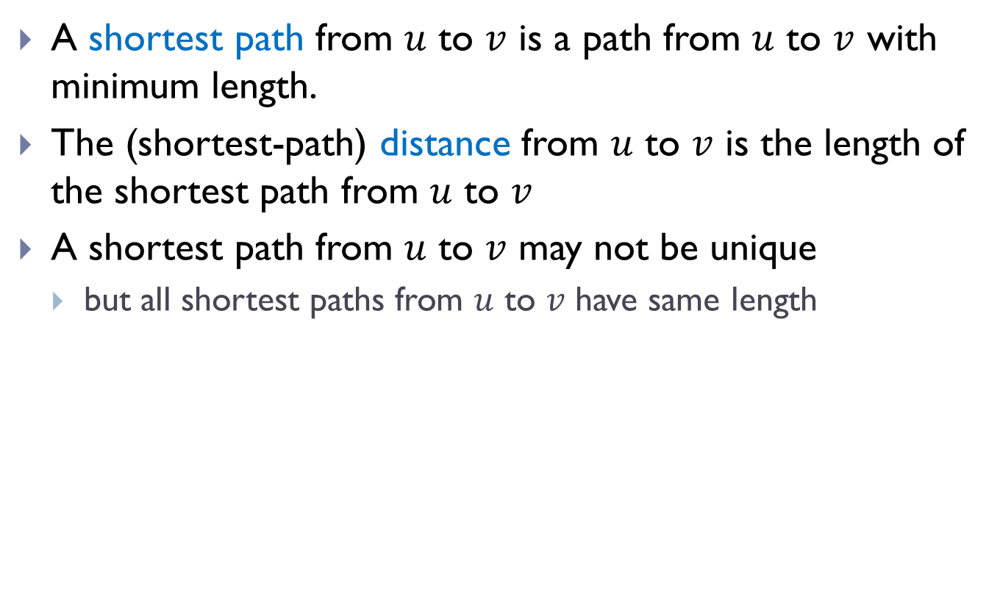 A shortest path from 𝑢 to 𝑣 is a path from 𝑢 to 𝑣 with
minimum length.
The (shortest-path) distance from 𝑢 to 𝑣 is the length of
the shortest path from 𝑢 to 𝑣
A shortest path from 𝑢 to 𝑣 may not be unique
but all shortest paths from 𝑢 to 𝑣 have same length